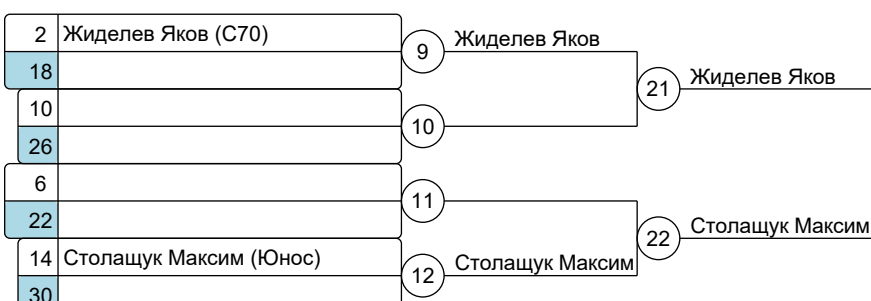 2 Жиделев Яков (С70)
9 Жиделев Яков
18
21 Жиделев Яков
10
10
26
6
11
22
22 Столащук Максим
14 Столащук Максим (Юнос)
12 Столащук Максим
30